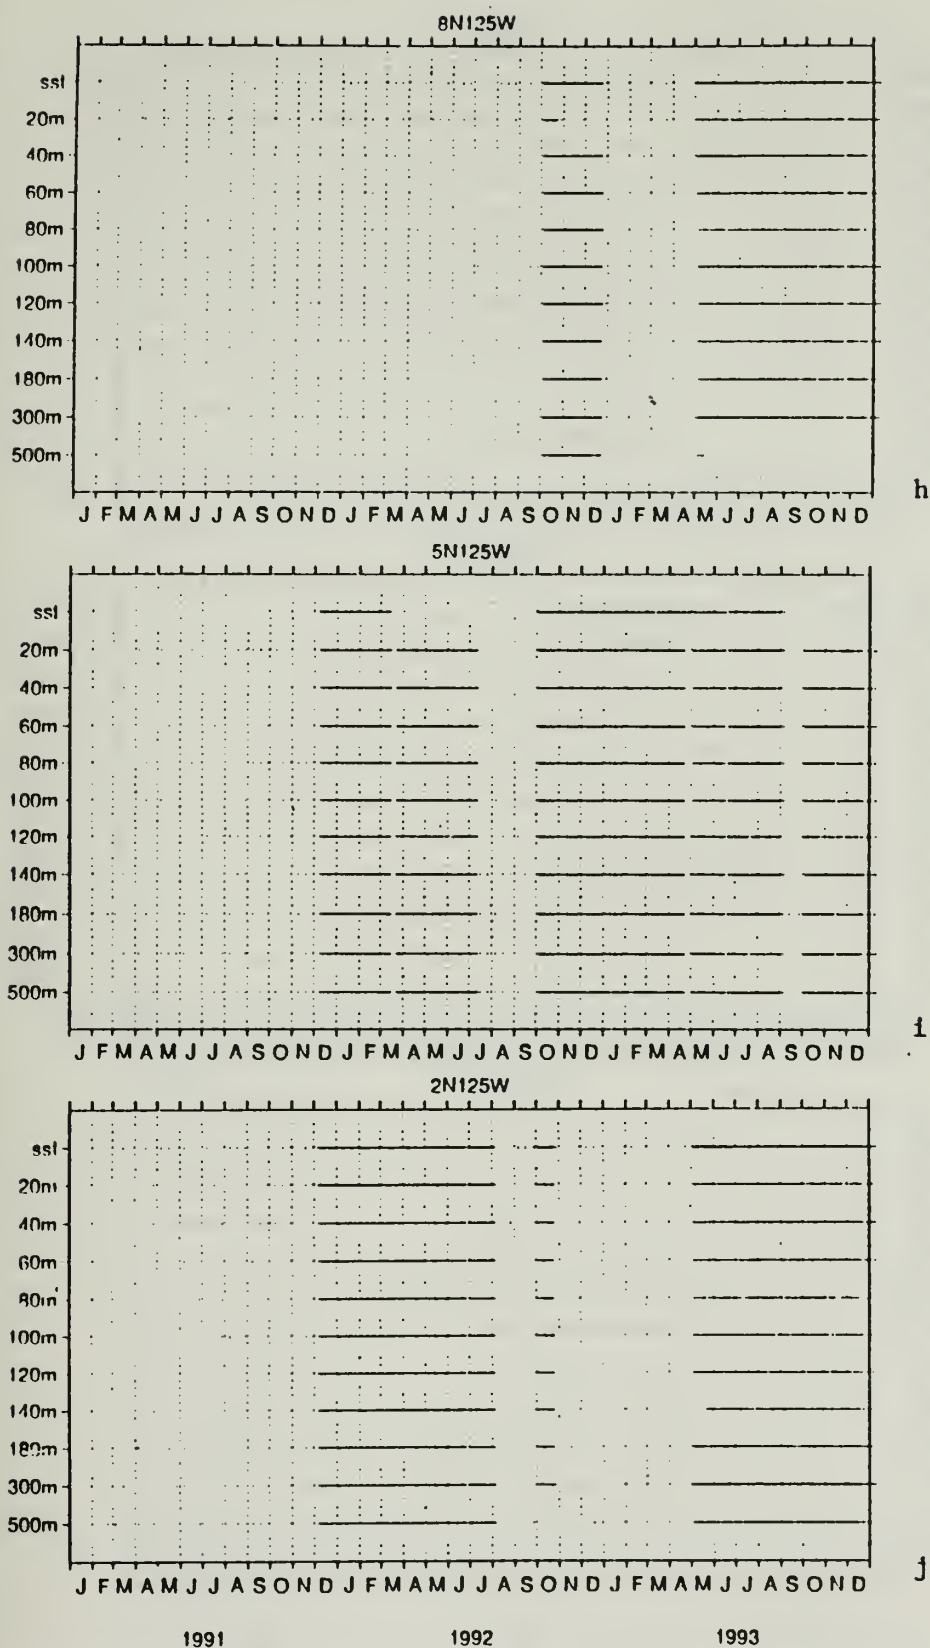 8N125W
sst
20m
40m
60m
80m
100m
120m
140m
180m
300m
500m
h
J F M A M J J A S O N D J F M A M J J A S O N D J F M A M J J A S O N D
5N125W
sst
20m
40m
60m
80m
100m
120m
140m
180m
300m
500m
i
J F M A M J J A S O N D J F M A M J J A S O N D J F M A M J J A S O N D
2N125W
sst
20m
40m
60m
80m
100m
120m
140m
180m
300m
500m
j
J F M A M J J A S O N D J F M A M J J A S O N D J F M A M J J A S O N D
1991 1992 1993